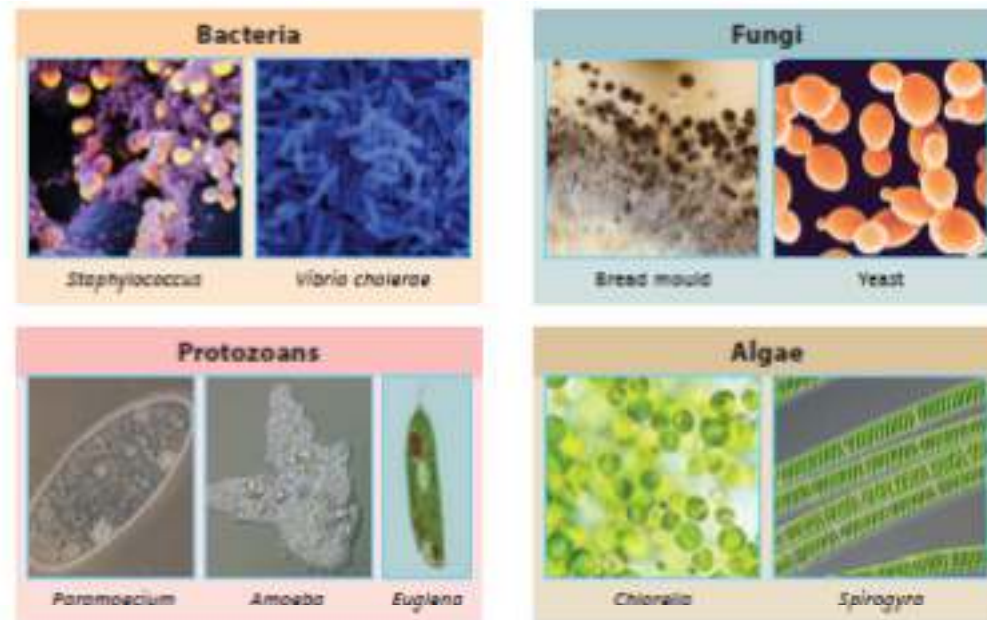 Bacteria
Staphylococcus Vibrio cholerae
Fungi
Bread mould Yeast
Protozoans
Paramoecium Amoeba Euglena
Algae
Chlorella Spirogyra